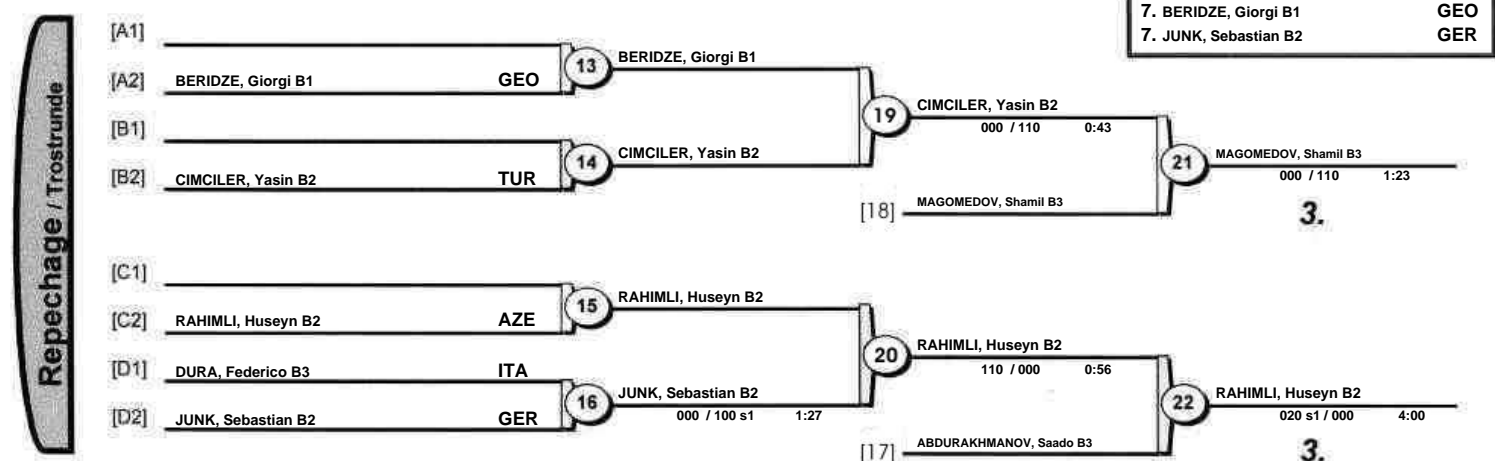 7. BERIDZE, Giorgi B1 GEO
7. JUNK, Sebastian B2 GER
Repechage / Trostrunde
[A1]
[A2] BERIDZE, Giorgi B1 GEO
13 BERIDZE, Giorgi B1
[B1]
[B2] CIMCILER, Yasin B2 TUR
14 CIMCILER, Yasin B2
19 CIMCILER, Yasin B2
000 / 110 0:43
[18] MAGOMEDOV, Shamil B3
21 MAGOMEDOV, Shamil B3
000 / 110 1:23
3.
[C1]
[C2] RAHIMLI, Huseyn B2 AZE
15 RAHIMLI, Huseyn B2
[D1] DURA, Federico B3 ITA
[D2] JUNK, Sebastian B2 GER
16 JUNK, Sebastian B2
000 / 100 s1 1:27
20 RAHIMLI, Huseyn B2
110 / 000 0:56
[17] ABDURAKHMANOV, Saado B3
22 RAHIMLI, Huseyn B2
020 s1 / 000 4:00
3.